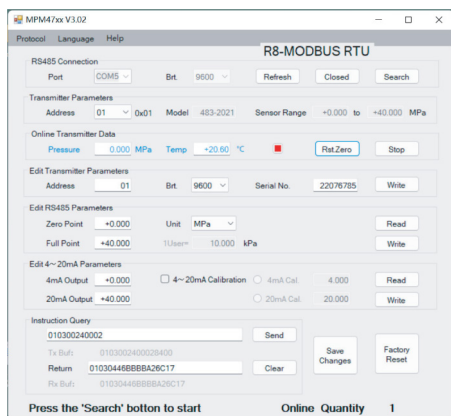 MPM47xx V3.02
Protocol Language Help
R8-MODBUS RTU
RS485 Connection
Port COM5 Brt. 9600 Refresh Closed Search
Transmitter Parameters
Address 01 0x01 Model 483-2021 Sensor Range +0.000 to +40.000 MPa
Online Transmitter Data
Pressure 0.000 MPa Temp +20.60 °C Rst.Zero Stop
Edit Transmitter Parameters
Address 01 Brt. 9600 Serial No. 22076785 Write
Edit RS485 Parameters
Zero Point +0.000 Unit MPa Read
Full Point +40.000 1User= 10.000 kPa Write
Edit 4~20mA Parameters
4mA Output +0.000 4~20mA Calibration 4mA Cal. 4.000 Read
20mA Output +40.000 20mA Cal. 20.000 Write
Instruction Query
010300240002 Send
Tx Buf: 0103002400028400
Return 01030446BBBBA26C17 Clear
Rx Buf: 01030446BBBBA26C17
Save Changes
Factory Reset
Press the 'Search' botton to start Online Quantity 1